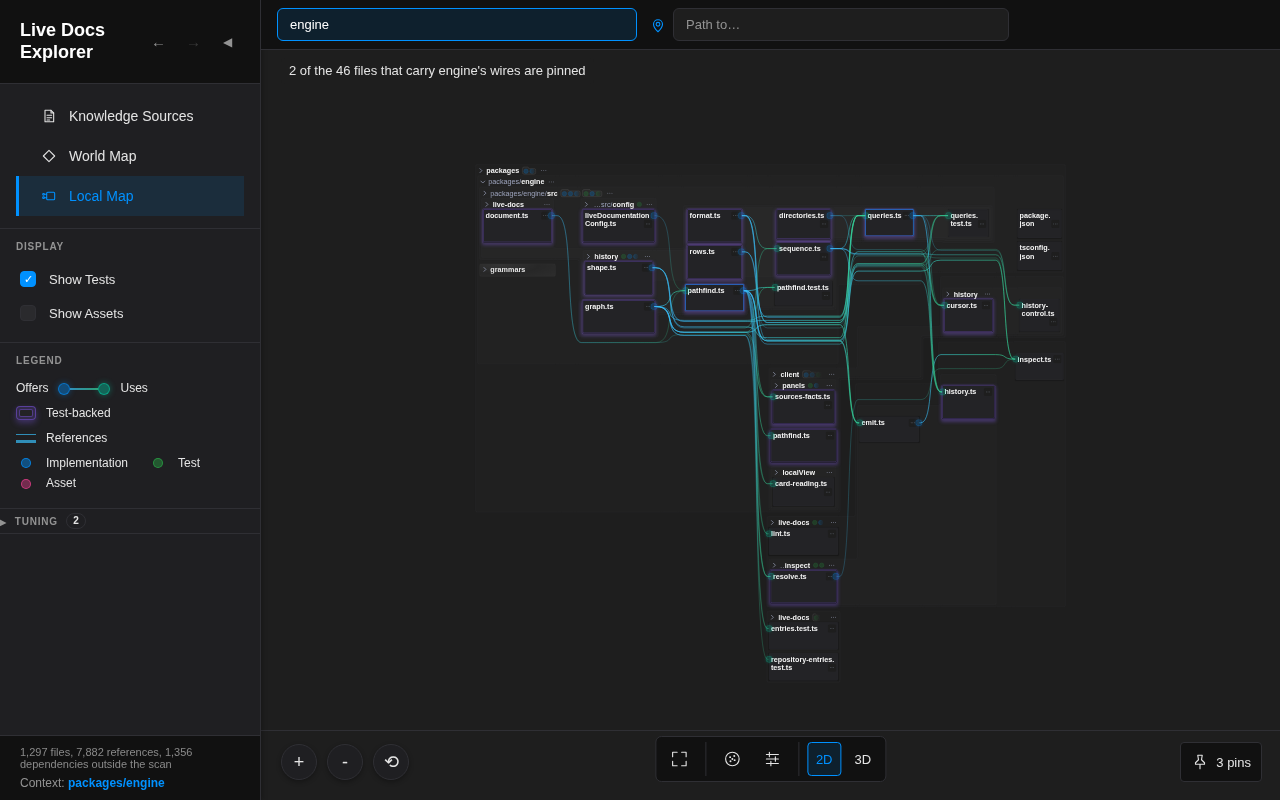 Live Docs
Explorer
Knowledge Sources
World Map
Local Map
DISPLAY
Show Tests
Show Assets
LEGEND
Offers
Uses
Test-backed
References
Implementation
Test
Asset
TUNING
2
1,297 files, 7,882 references, 1,356
dependencies outside the scan
Context: packages/engine
engine
Path to…
2 of the 46 files that carry engine's wires are pinned
packages
packages/engine
packages/engine/src
live-docs
document.ts
grammars
...src/config
liveDocumentation
Config.ts
history
shape.ts
graph.ts
format.ts
rows.ts
pathfind.ts
directories.ts
sequence.ts
pathfind.test.ts
queries.ts
queries.
test.ts
package.
json
tsconfig.
json
history
cursor.ts
history-
control.ts
inspect.ts
history.ts
emit.ts
client
panels
sources-facts.ts
pathfind.ts
localView
card-reading.ts
live-docs
lint.ts
...inspect
resolve.ts
live-docs
entries.test.ts
repository-entries.
test.ts
+
-
2D
3D
3 pins